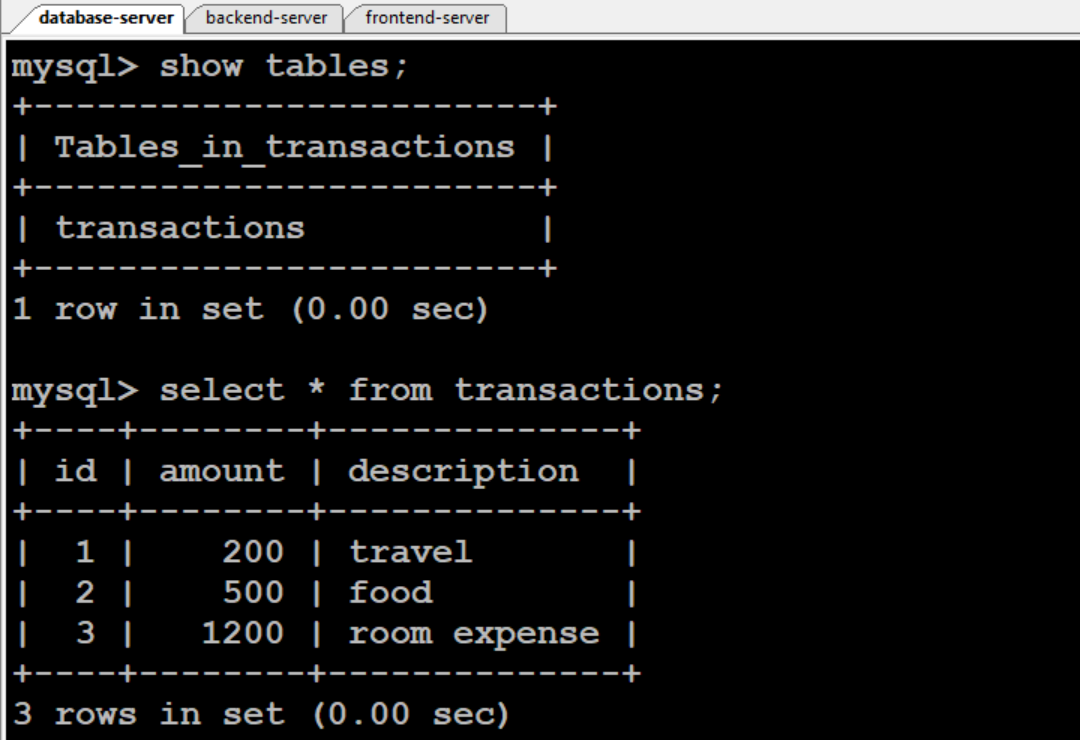 database-server backend-server frontend-server
mysql> show tables;
+------------------------+
| Tables_in_transactions |
+------------------------+
| transactions           |
+------------------------+
1 row in set (0.00 sec)
mysql> select * from transactions;
+----+--------+--------------+
| id | amount | description  |
+----+--------+--------------+
|  1 |    200 | travel       |
|  2 |    500 | food         |
|  3 |   1200 | room expense |
+----+--------+--------------+
3 rows in set (0.00 sec)